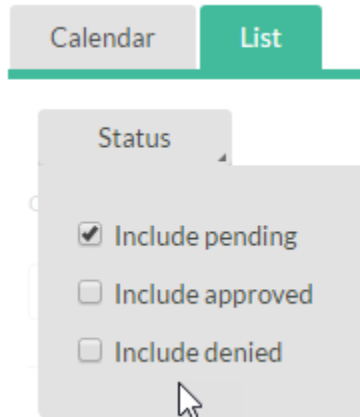 Calendar List
Status
Include pending
Include approved
Include denied